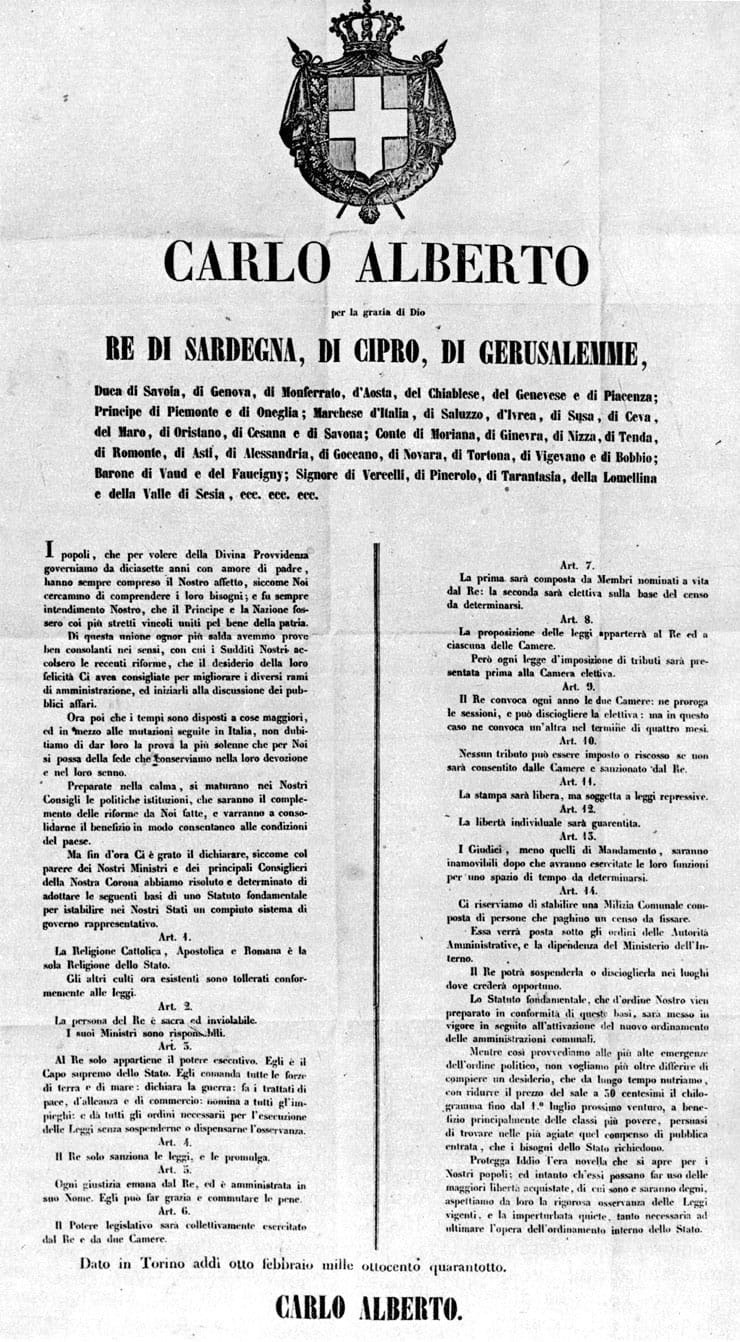 CARLO ALBERTO
per la grazia di Dio
RE DI SARDEGNA, DI CIPRO, DI GERUSALEMME,
Duca di Savoia, di Genova, di Monferrato, d'Aosta, del Chiablese, del Genevese e di Piacenza;
Principe di Piemonte e di Oneglia; Marchese d'Italia, di Saluzzo, d'Ivrea, di Susa, di Ceva,
del Maro, di Oristano, di Cesana e di Savona; Conte di Moriana, di Ginevra, di Nizza, di Tenda,
di Romonte, di Asti, di Alessandria, di Goceano, di Novara, di Tortona, di Vigevano e di Bobbio;
Barone di Vaud e del Faucigny; Signore di Vercelli, di Pinerolo, di Tarantasia, della Lomellina
e della Valle di Sesia, ecc. ecc. ecc.
I popoli, che per volere della Divina Provvidenza
governiamo da diciasette anni con amore di padre,
hanno sempre compreso il Nostro affetto, siccome Noi
cercammo di comprendere i loro bisogni; e fu sempre
intendimento Nostro, che il Principe e la Nazione fos-
sero coi più stretti vincoli uniti pel bene della patria.
Di questa unione ognor più salda avemmo prove
ben consolanti nei sensi, con cui i Sudditi Nostri ac-
colsero le recenti riforme, che il desiderio della loro
felicità Ci avea consigliate per migliorare i diversi rami
di amministrazione, ed iniziarli alla discussione dei pub-
blici affari.
Ora poi che i tempi sono disposti a cose maggiori,
ed in mezzo alle mutazioni seguite in Italia, non dubi-
tiamo di dar loro la prova la più solenne che per Noi
si possa della fede che conserviamo nella loro devozione
e nel loro senno.
Preparate nella calma, si maturano nei Nostri
Consigli le politiche istituzioni, che saranno il comple-
mento delle riforme da Noi fatte, e varranno a conso-
lidarne il benefizio in modo consentaneo alle condizioni
del paese.
Ma fin d'ora Ci è grato il dichiarare, siccome col
parere dei Nostri Ministri e dei principali Consiglieri
della Nostra Corona abbiamo risoluto e determinato di
adottare le seguenti basi di uno Statuto fondamentale
per istabilire nei Nostri Stati un compiuto sistema di
governo rappresentativo.
Art. 1.
La Religione Cattolica, Apostolica e Romana è la
sola Religione dello Stato.
Gli altri culti ora esistenti sono tollerati confor-
memente alle leggi.
Art. 2.
La persona del Re è sacra ed inviolabile.
I suoi Ministri sono risponsabili.
Art. 3.
Al Re solo appartiene il potere esecutivo. Egli è il
Capo supremo dello Stato. Egli comanda tutte le forze
di terra e di mare: dichiara la guerra: fa i trattati di
pace, d'alleanza e di commercio: nomina a tutti gl'im-
pieghi: e dà tutti gli ordini necessarii per l'esecuzione
delle Leggi senza sospenderne o dispensarne l'osservanza.
Art. 4.
Il Re solo sanziona le leggi, e le promulga.
Art. 5.
Ogni giustizia emana dal Re, ed è amministrata in
suo Nome. Egli può far grazia e commutare le pene.
Art. 6.
Il Potere legislativo sarà collettivamente esercitato
dal Re e da due Camere.
Art. 7.
La prima sarà composta da Membri nominati a vita
dal Re: la seconda sarà elettiva sulla base del censo
da determinarsi.
Art. 8.
La proposizione delle leggi apparterrà al Re ed a
ciascuna delle Camere.
Però ogni legge d'imposizione di tributi sarà pre-
sentata prima alla Camera elettiva.
Art. 9.
Il Re convoca ogni anno le due Camere: ne proroga
le sessioni, e può disciogliere la elettiva: ma in questo
caso ne convoca un'altra nel termine di quattro mesi.
Art. 10.
Nessun tributo può essere imposto o riscosso se non
sarà consentito dalle Camere e sanzionato dal Re.
Art. 11.
La stampa sarà libera, ma soggetta a leggi repressive.
Art. 12.
La libertà individuale sarà guarentita.
Art. 13.
I Giudici, meno quelli di Mandamento, saranno
inamovibili dopo che avranno esercitate le loro funzioni
per uno spazio di tempo da determinarsi.
Art. 14.
Ci riserviamo di stabilire una Milizia Comunale com-
posta di persone che paghino un censo da fissare.
Essa verrà posta sotto gli ordini delle Autorità
Amministrative, e la dipendenza del Ministero dell'In-
terno.
Il Re potrà sospenderla o discioglierla nei luoghi
dove crederà opportuno.
Lo Statuto fondamentale, che d'ordine Nostro vien
preparato in conformità di queste basi, sarà messo in
vigore in seguito all'attivazione del nuovo ordinamento
delle amministrazioni comunali.
Mentre così provvediamo alle più alte emergenze
dell'ordine politico, non vogliamo più oltre differire di
compiere un desiderio, che da lungo tempo nutriamo,
con ridurre il prezzo del sale a 30 centesimi il chilo-
gramma fino dal 1.º luglio prossimo venturo, a bene-
fizio principalmente delle classi più povere, persuasi
di trovare nelle più agiate quel compenso di pubblica
entrata, che i bisogni dello Stato richiedono.
Protegga Iddio l'era novella che si apre per i
Nostri popoli; ed intanto ch'essi possano far uso delle
maggiori libertà acquistate, di cui sono e saranno degni,
aspettiamo da loro la rigorosa osservanza delle Leggi
vigenti, e la imperturbata quiete, tanto necessaria ad
ultimare l'opera dell'ordinamento interno dello Stato.
Dato in Torino addì otto febbraio mille ottocento quarantotto.
CARLO ALBERTO.